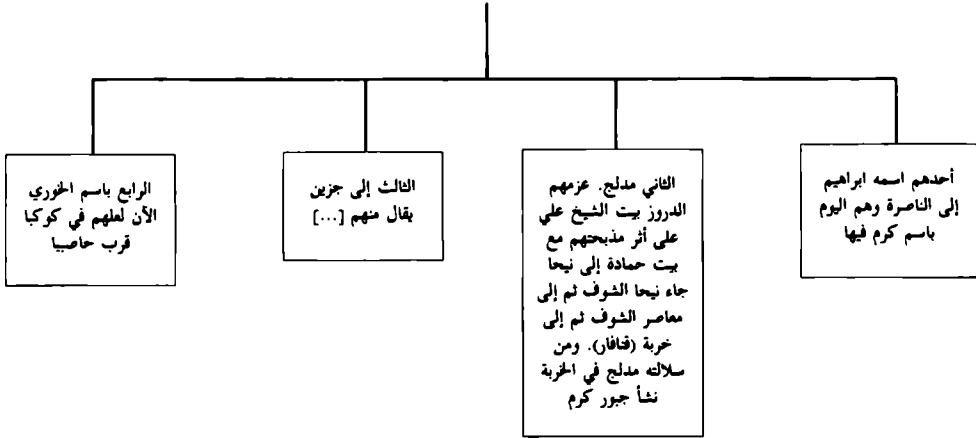 أحدهم اسمه ابراهيم
إلى الناصرة وهم اليوم
باسم كرم فيها
الثاني مدلج. عزمهم
الدروز بيت الشيخ علي
على أثر مذبحتهم مع
بيت حمادة إلى نيحا
جاء نيحا الشوف ثم إلى
معاصر الشوف ثم إلى
خربة (قنافار). ومن
سلالته مدلج في الخربة
نشأ جبور كرم
الثالث إلى جزين
يقال منهم [...]
الرابع باسم الخوري
الآن لعلهم في كوكبا
قرب حاصبيا